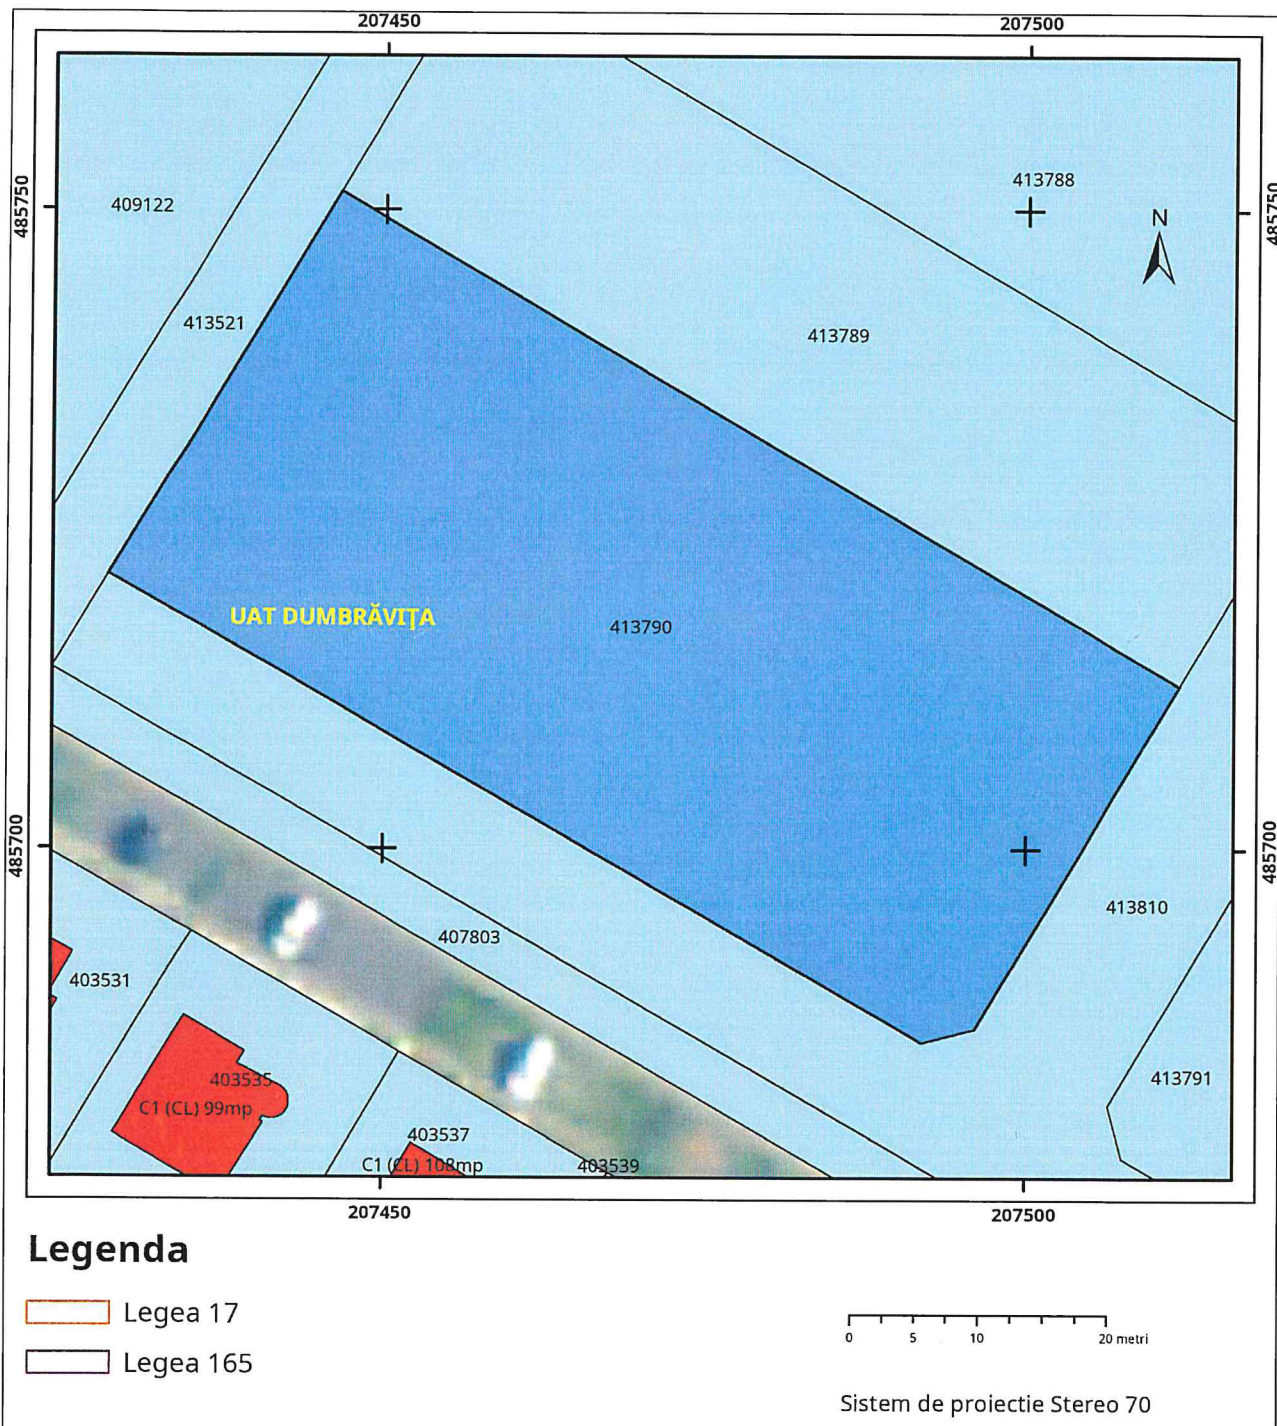 207450
207500
485750
485750
413788
409122
N
413521
413789
UAT DUMBRĂVIŢA
413790
485700
485700
413810
407803
403531
413791
403535
C1 (CL) 99mp
403537
C1 (CL) 108mp
403539
207450
207500
Legenda
Legea 17
Legea 165
0 5 10 20 metri
Sistem de proiectie Stereo 70